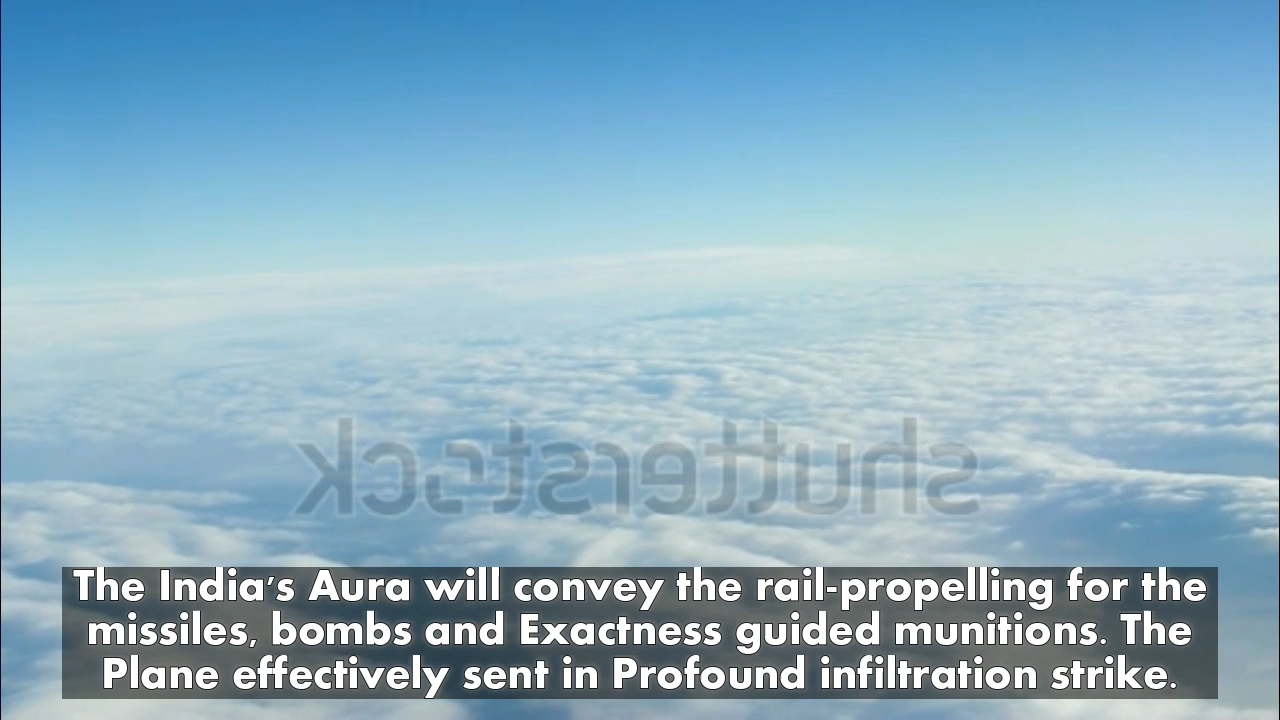 shutterstock
The India's Aura will convey the rail-propelling for the
missiles, bombs and Exactness guided munitions. The
Plane effectively sent in Profound infiltration strike.